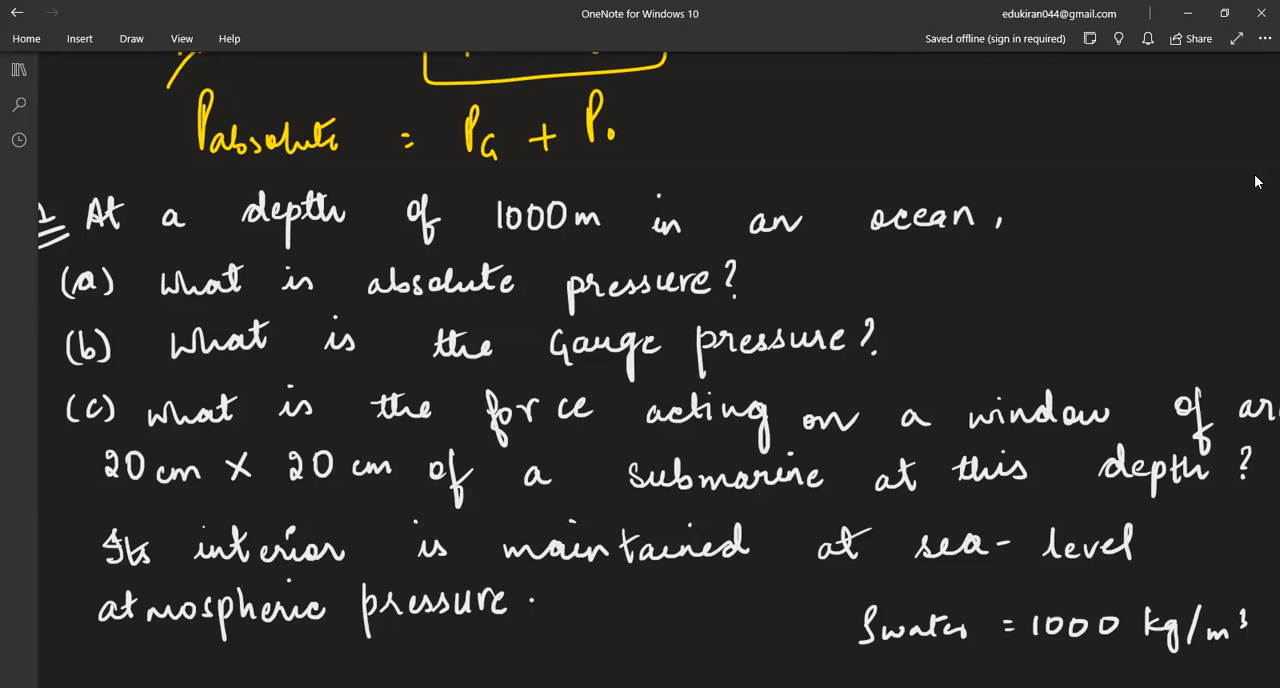 OneNote for Windows 10
edukiran044@gmail.com
Home Insert Draw View Help
Saved offline (sign in required)
Share
Pabsolute = PG + P₀
At a depth of 1000m in an ocean,
(a) What is absolute pressure?
(b) What is the Gauge pressure?
(c) what is the force acting on a window of ar
20 cm × 20 cm of a submarine at this depth?
Its interior is maintained at sea-level
atmospheric pressure.
ρwater = 1000 kg/m³